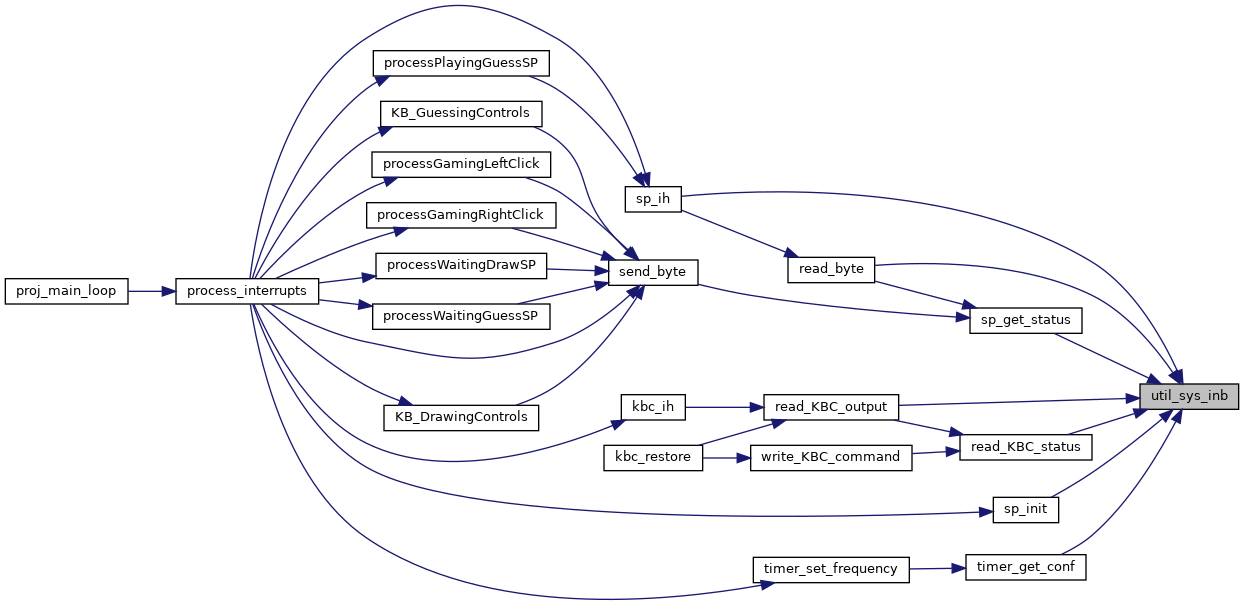 processPlayingGuessSP
KB_GuessingControls
processGamingLeftClick
sp_ih
processGamingRightClick
processWaitingDrawSP
read_byte
send_byte
proj_main_loop
process_interrupts
processWaitingGuessSP
sp_get_status
util_sys_inb
kbc_ih
read_KBC_output
KB_DrawingControls
read_KBC_status
kbc_restore
write_KBC_command
sp_init
timer_set_frequency
timer_get_conf